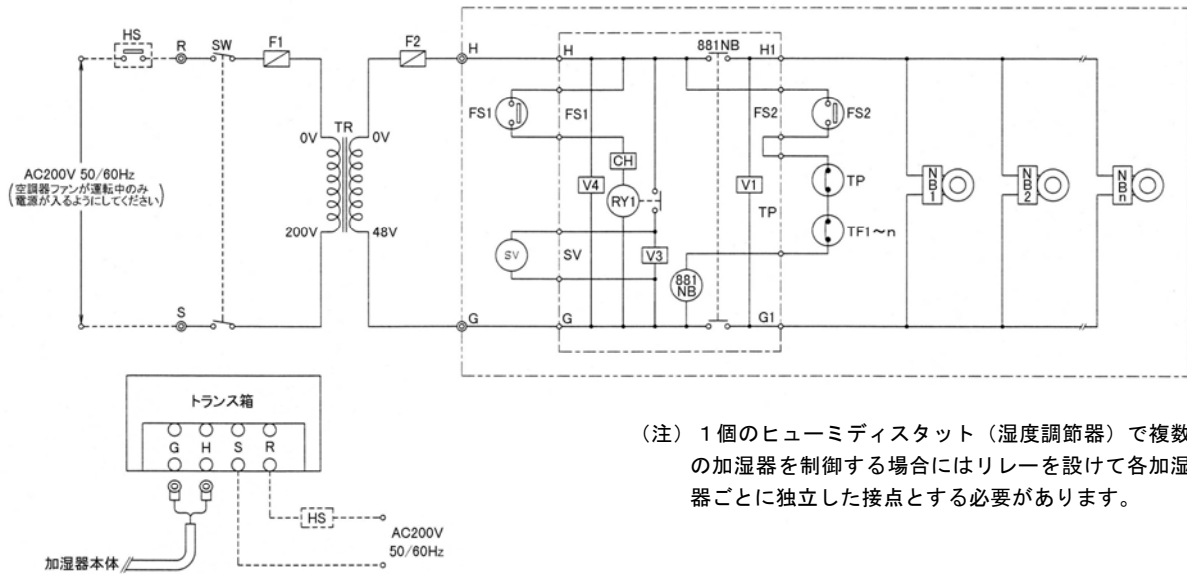 HS
R
SW
F1
F2
H
H
881NB
H1
FS1
FS1
FS2
FS2
0V
TR
0V
CH
V4
RY1
V1
TP
TP
NB1
NB2
NBn
AC200V 50/60Hz
(空調器ファンが運転中のみ
電源が入るようにしてください)
200V
48V
SV
SV
V3
TF1~n
881
NB
S
G
G
G1
トランス箱
G H S R
HS
AC200V
50/60Hz
加湿器本体
(注) 1個のヒューミディスタット(湿度調節器)で複数
の加湿器を制御する場合にはリレーを設けて各加湿
器ごとに独立した接点とする必要があります。